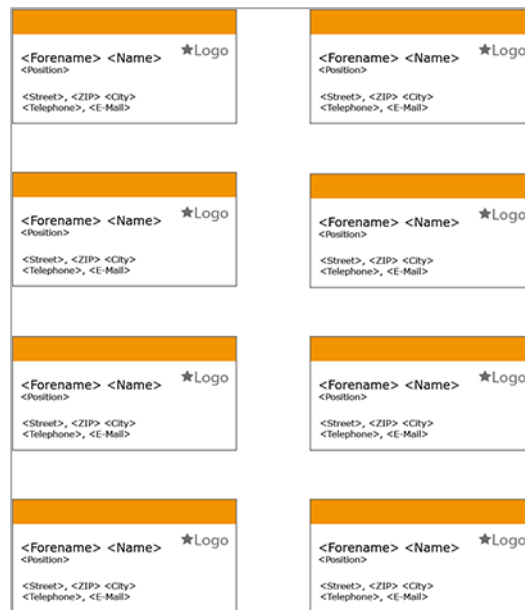 <Forename> <Name> ★Logo
<Position>
<Street>, <ZIP> <City>
<Telephone>, <E-Mail>
<Forename> <Name> ★Logo
<Position>
<Street>, <ZIP> <City>
<Telephone>, <E-Mail>
<Forename> <Name> ★Logo
<Position>
<Street>, <ZIP> <City>
<Telephone>, <E-Mail>
<Forename> <Name> ★Logo
<Position>
<Street>, <ZIP> <City>
<Telephone>, <E-Mail>
<Forename> <Name> ★Logo
<Position>
<Street>, <ZIP> <City>
<Telephone>, <E-Mail>
<Forename> <Name> ★Logo
<Position>
<Street>, <ZIP> <City>
<Telephone>, <E-Mail>
<Forename> <Name> ★Logo
<Position>
<Street>, <ZIP> <City>
<Telephone>, <E-Mail>
<Forename> <Name> ★Logo
<Position>
<Street>, <ZIP> <City>
<Telephone>, <E-Mail>